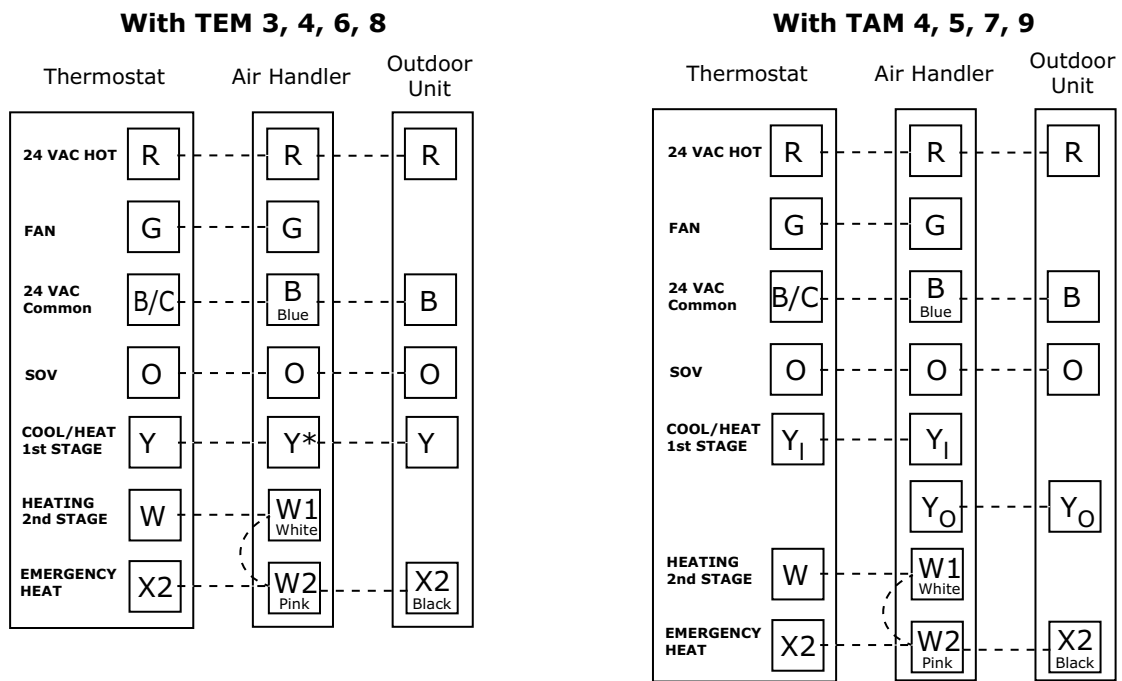 With TEM 3, 4, 6, 8
Thermostat
Air Handler
Outdoor
Unit
24 VAC HOT
R
R
R
FAN
G
G
24 VAC
Common
B/C
B
Blue
B
SOV
O
O
O
COOL/HEAT
1st STAGE
Y
Y*
Y
HEATING
2nd STAGE
W
W1
White
EMERGENCY
HEAT
X2
W2
Pink
X2
Black
With TAM 4, 5, 7, 9
Thermostat
Air Handler
Outdoor
Unit
24 VAC HOT
R
R
R
FAN
G
G
24 VAC
Common
B/C
B
Blue
B
SOV
O
O
O
COOL/HEAT
1st STAGE
YI
YI
YO
YO
HEATING
2nd STAGE
W
W1
White
EMERGENCY
HEAT
X2
W2
Pink
X2
Black